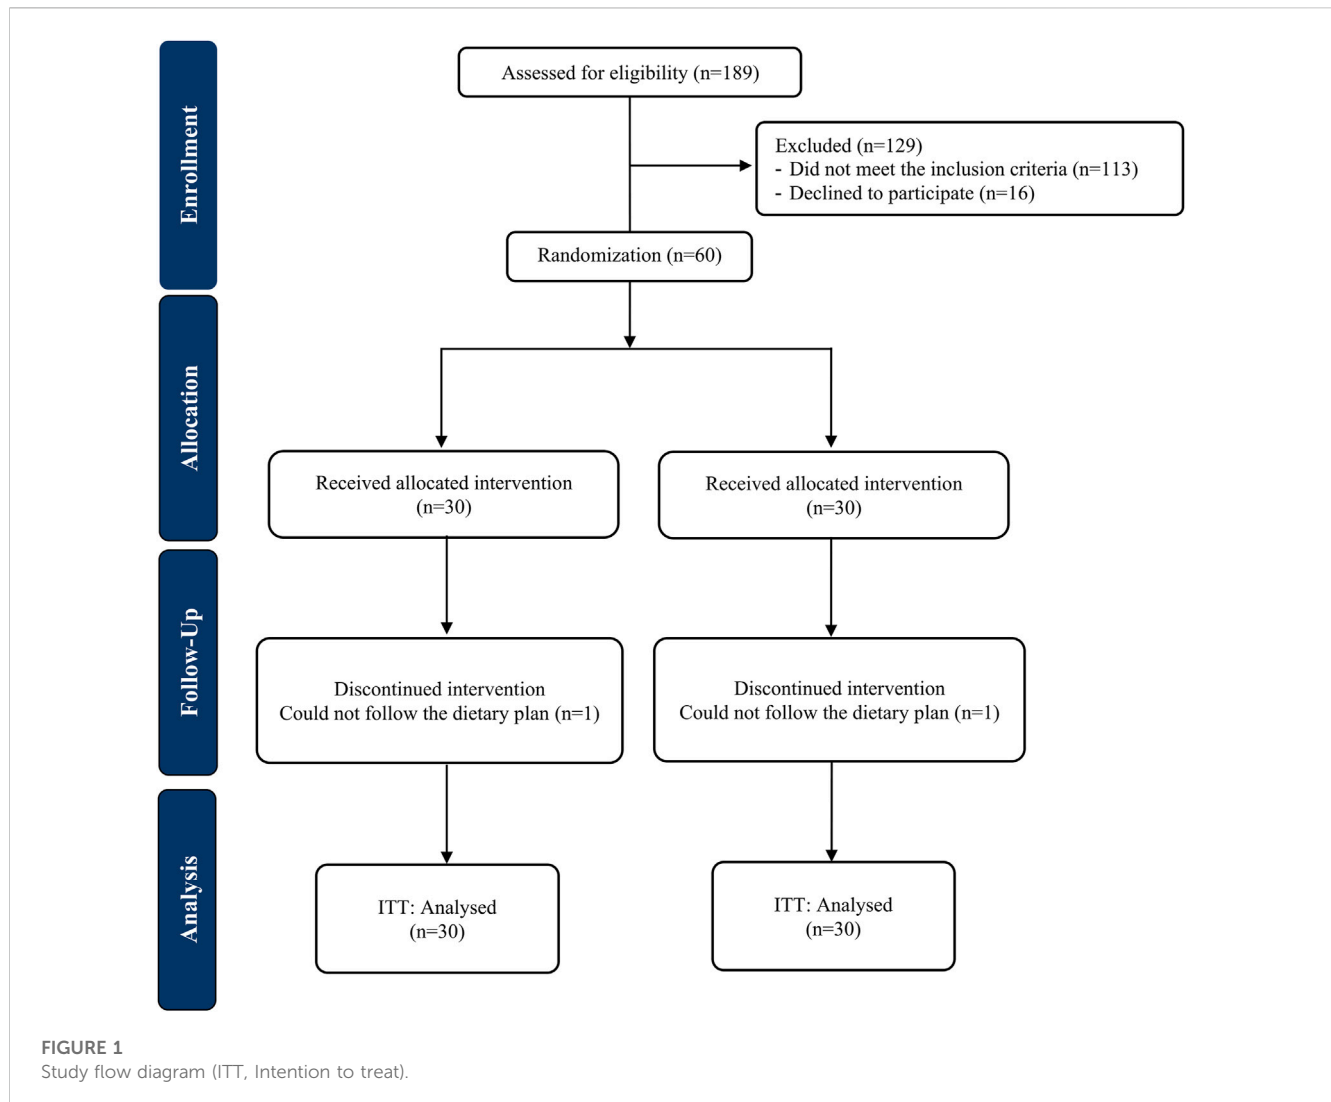 Enrollment
Assessed for eligibility (n=189)
Excluded (n=129)
- Did not meet the inclusion criteria (n=113)
- Declined to participate (n=16)
Randomization (n=60)
Allocation
Received allocated intervention
(n=30)
Received allocated intervention
(n=30)
Follow-Up
Discontinued intervention
Could not follow the dietary plan (n=1)
Discontinued intervention
Could not follow the dietary plan (n=1)
Analysis
ITT: Analysed
(n=30)
ITT: Analysed
(n=30)
FIGURE 1
Study flow diagram (ITT, Intention to treat).